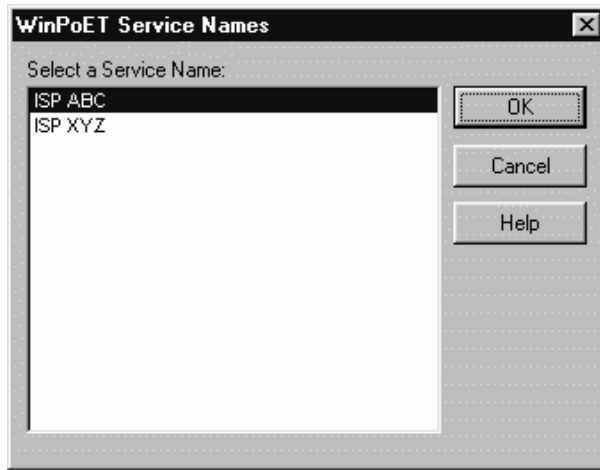 WinPoET Service Names
Select a Service Name:
ISP ABC
ISP XYZ
OK
Cancel
Help